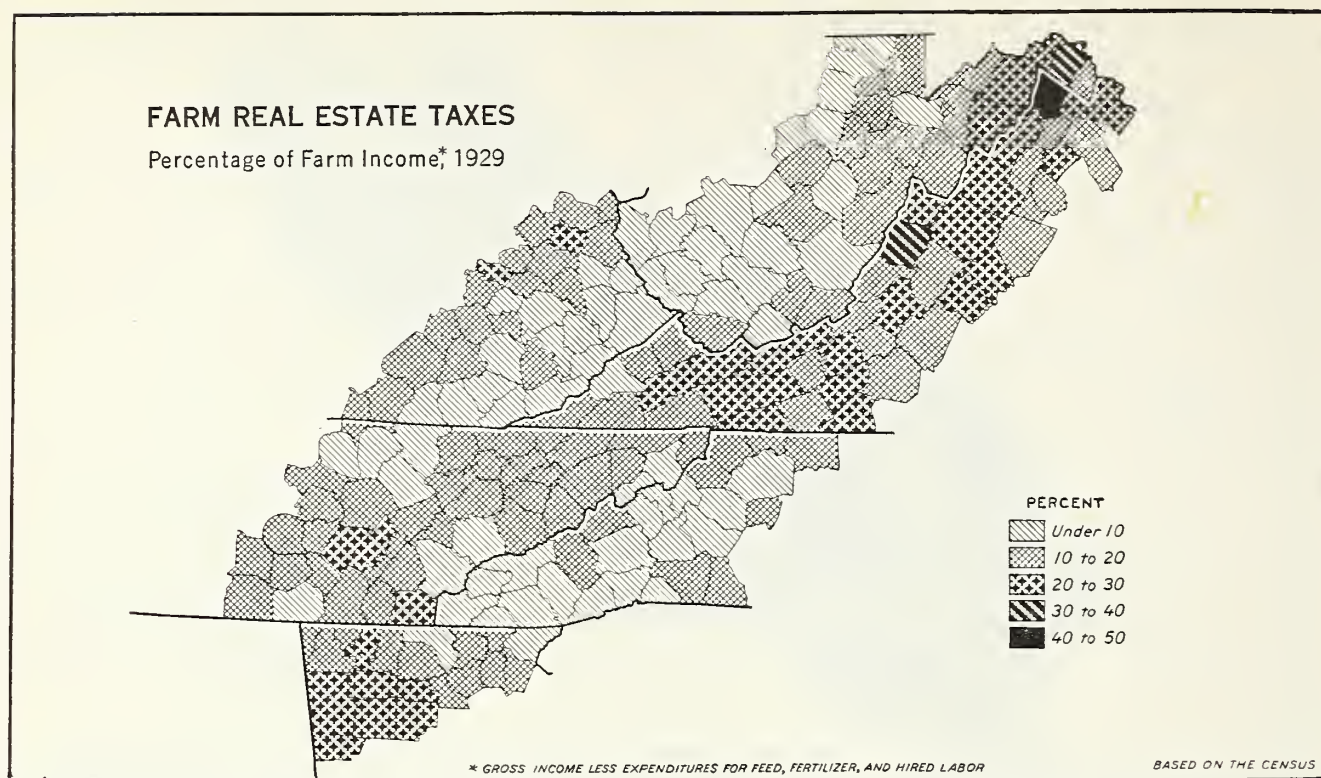 FARM REAL ESTATE TAXES
Percentage of Farm Income,* 1929
PERCENT
Under 10
10 to 20
20 to 30
30 to 40
40 to 50
* GROSS INCOME LESS EXPENDITURES FOR FEED, FERTILIZER, AND HIRED LABOR
BASED ON THE CENSUS